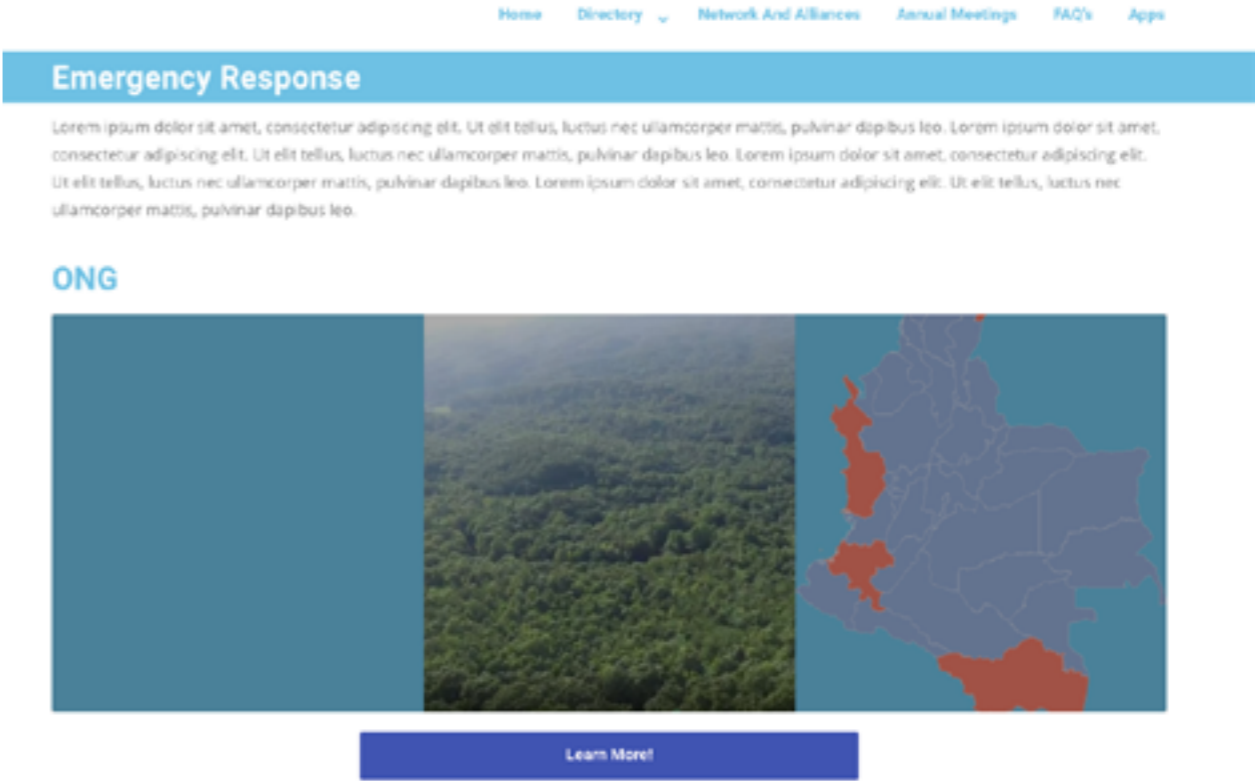 Home Directory Network And Alliances Annual Meetings FAQ's Apps
Emergency Response
Lorem ipsum dolor sit amet, consectetur adipiscing elit. Ut elit tellus, luctus nec ullamcorper mattis, pulvinar dapibus leo. Lorem ipsum dolor sit amet,
consectetur adipiscing elit. Ut elit tellus, luctus nec ullamcorper mattis, pulvinar dapibus leo. Lorem ipsum dolor sit amet, consectetur adipiscing elit.
Ut elit tellus, luctus nec ullamcorper mattis, pulvinar dapibus leo. Lorem ipsum dolor sit amet, consectetur adipiscing elit. Ut elit tellus, luctus nec
ullamcorper mattis, pulvinar dapibus leo.
ONG
Learn More!